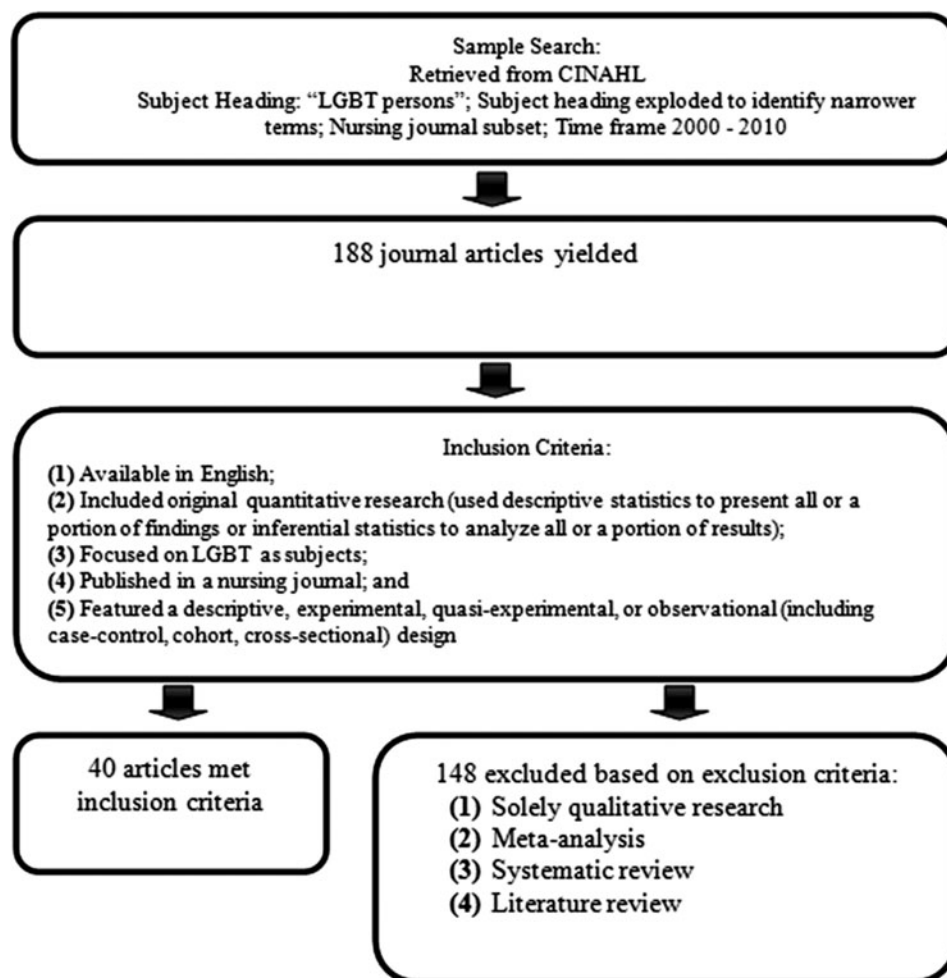 Sample Search:
Retrieved from CINAHL
Subject Heading: “LGBT persons”; Subject heading exploded to identify narrower
terms; Nursing journal subset; Time frame 2000 - 2010
188 journal articles yielded
Inclusion Criteria:
(1) Available in English;
(2) Included original quantitative research (used descriptive statistics to present all or a
portion of findings or inferential statistics to analyze all or a portion of results);
(3) Focused on LGBT as subjects;
(4) Published in a nursing journal; and
(5) Featured a descriptive, experimental, quasi-experimental, or observational (including
case-control, cohort, cross-sectional) design
40 articles met
inclusion criteria
148 excluded based on exclusion criteria:
(1) Solely qualitative research
(2) Meta-analysis
(3) Systematic review
(4) Literature review